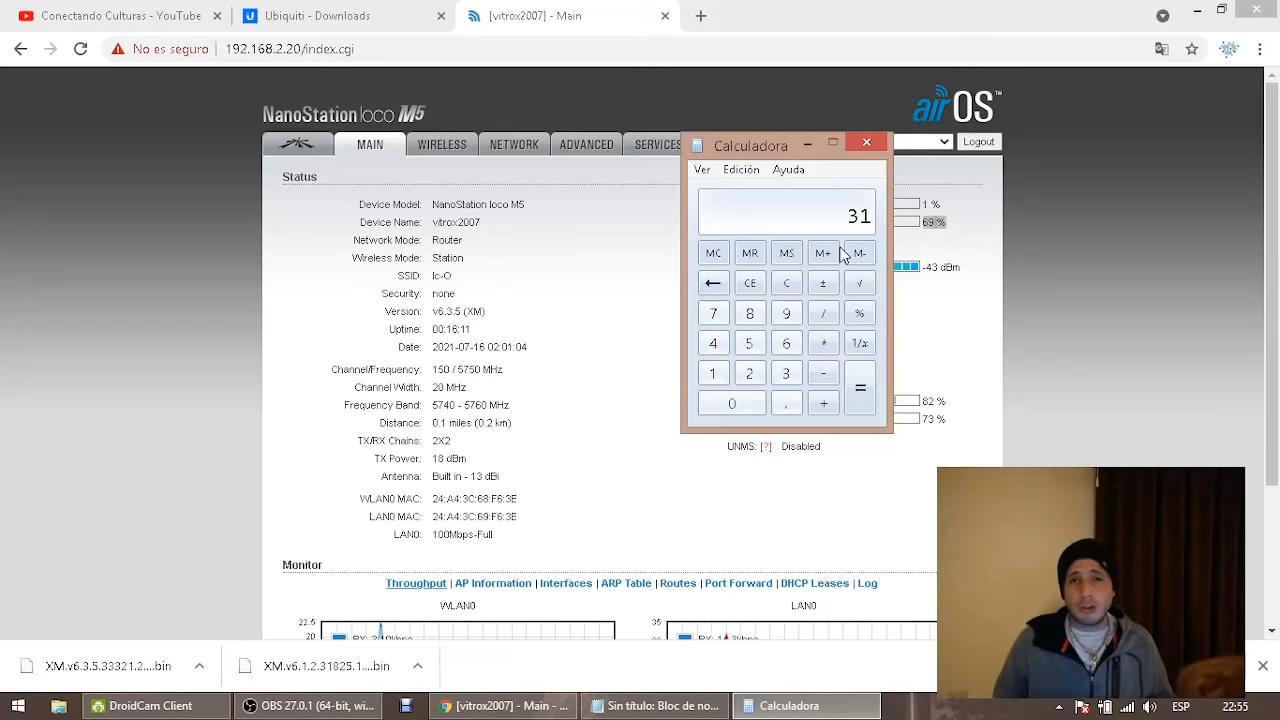 Conectando Culturas - YouTube
Ubiquiti - Downloads
[vitrox2007] - Main
No es seguro
192.168.2.20/index.cgi
NanoStation loco M5
airOS™
MAIN
WIRELESS
NETWORK
ADVANCED
SERVICES
Logout
Status
Device Model: NanoStation loco M5
Device Name: vitrox2007
Network Mode: Router
Wireless Mode: Station
SSID: Ic-O
Security: none
Version: v6.3.5 (XM)
Uptime: 00:16:11
Date: 2021-07-16 02:01:04
Channel/Frequency: 150 / 5750 MHz
Channel Width: 20 MHz
Frequency Band: 5740 - 5760 MHz
Distance: 0.1 miles (0.2 km)
TX/RX Chains: 2X2
TX Power: 18 dBm
Antenna: Built in - 13 dBi
WLAN0 MAC: 24:A4:3C:68:F6:3E
LAN0 MAC: 24:A4:3C:69:F6:3E
LAN0: 100Mbps-Full
1 %
69 %
-43 dBm
82 %
73 %
UNMS: [?] Disabled
Calculadora
Ver Edición Ayuda
31
MC MR MS M+ M-
← CE C ± √
7 8 9 / %
4 5 6 * 1/x
1 2 3 - =
0 , +
Monitor
Throughput | AP Information | Interfaces | ARP Table | Routes | Port Forward | DHCP Leases | Log
WLAN0
LAN0
22.5
20
35
XM.v6.3.5.33321.2....bin
XM.v6.1.2.31825.1....bin
DroidCam Client
OBS 27.0.1 (64-bit, wi...
[vitrox2007] - Main - ...
Sin título: Bloc de no...
Calculadora
ESP
22:55